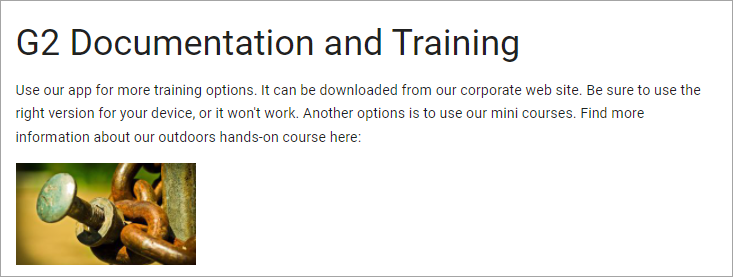 G2 Documentation and Training
Use our app for more training options. It can be downloaded from our corporate web site. Be sure to use the
right version for your device, or it won't work. Another options is to use our mini courses. Find more
information about our outdoors hands-on course here: